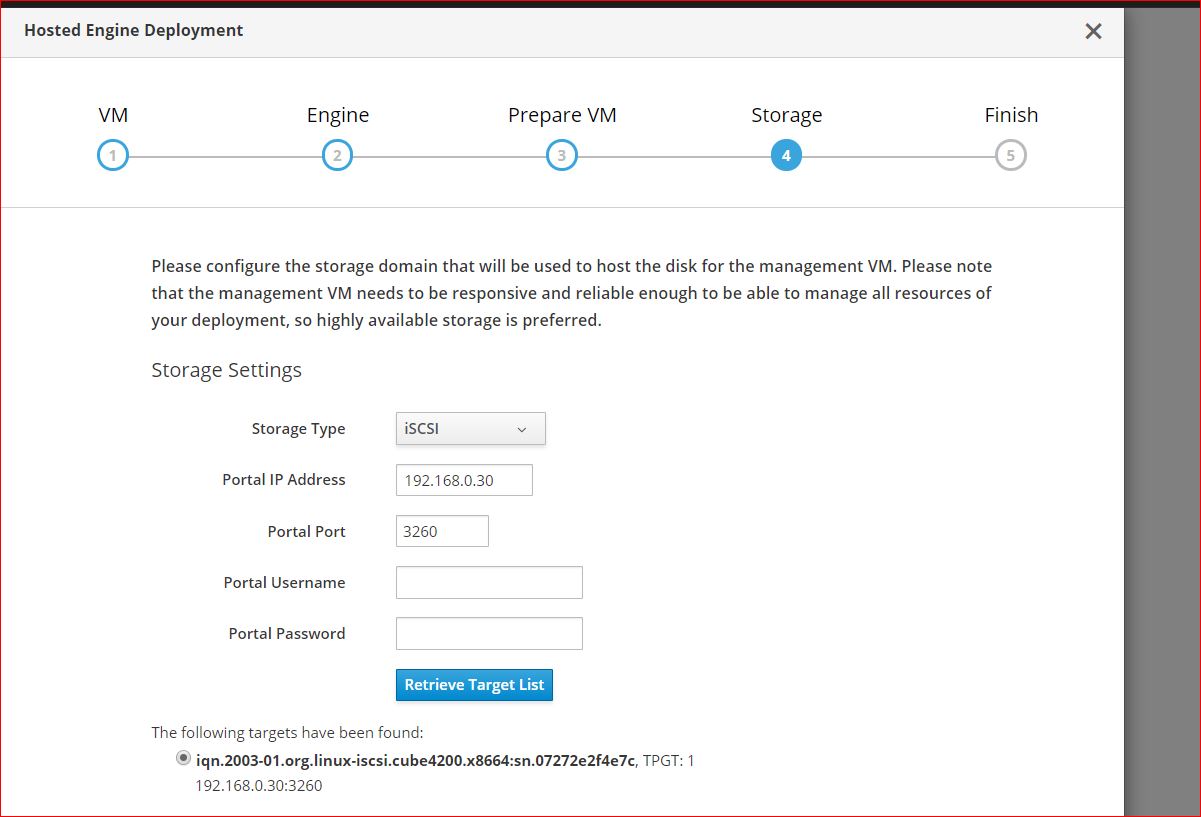 Hosted Engine Deployment
VM
Engine
Prepare VM
Storage
Finish
1
2
3
4
5
Please configure the storage domain that will be used to host the disk for the management VM. Please note
that the management VM needs to be responsive and reliable enough to be able to manage all resources of
your deployment, so highly available storage is preferred.
Storage Settings
Storage Type
iSCSI
Portal IP Address
192.168.0.30
Portal Port
3260
Portal Username
Portal Password
Retrieve Target List
The following targets have been found:
iqn.2003-01.org.linux-iscsi.cube4200.x8664:sn.07272e2f4e7c, TPGT: 1
192.168.0.30:3260